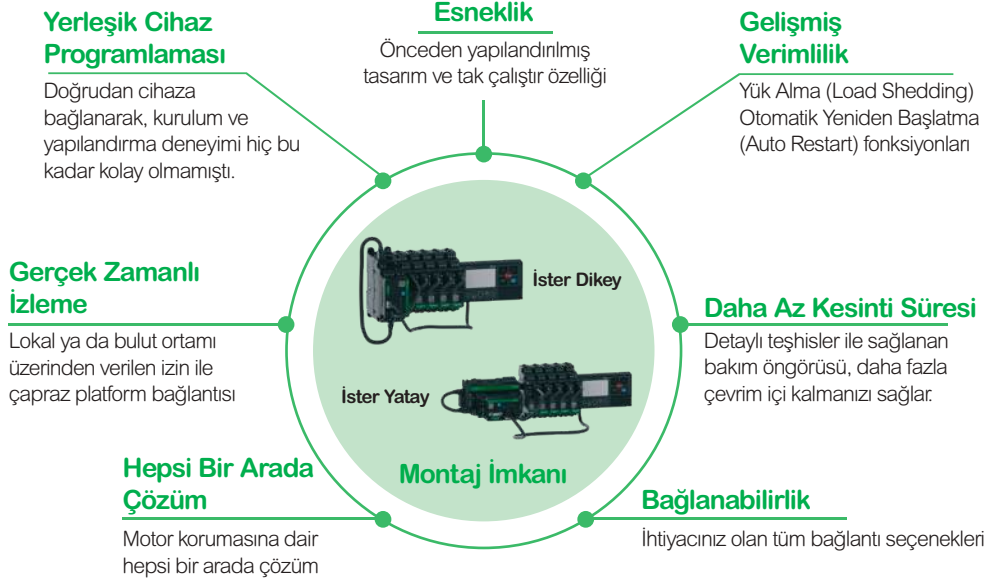 Yerleşik Cihaz
Programlaması
Doğrudan cihaza
bağlanarak, kurulum ve
yapılandırma deneyimi hiç bu
kadar kolay olmamıştı.
Esneklik
Önceden yapılandırılmış
tasarım ve tak çalıştır özelliği
Gelişmiş
Verimlilik
Yük Alma (Load Shedding)
Otomatik Yeniden Başlatma
(Auto Restart) fonksiyonları
Gerçek Zamanlı
İzleme
Lokal ya da bulut ortamı
üzerinden verilen izin ile
çapraz platform bağlantısı
İster Dikey
İster Yatay
Montaj İmkanı
Daha Az Kesinti Süresi
Detaylı teşhisler ile sağlanan
bakım öngörüsü, daha fazla
çevrim içi kalmanızı sağlar.
Hepsi Bir Arada
Çözüm
Motor korumasına dair
hepsi bir arada çözüm
Bağlanabilirlik
İhtiyacınız olan tüm bağlantı seçenekleri